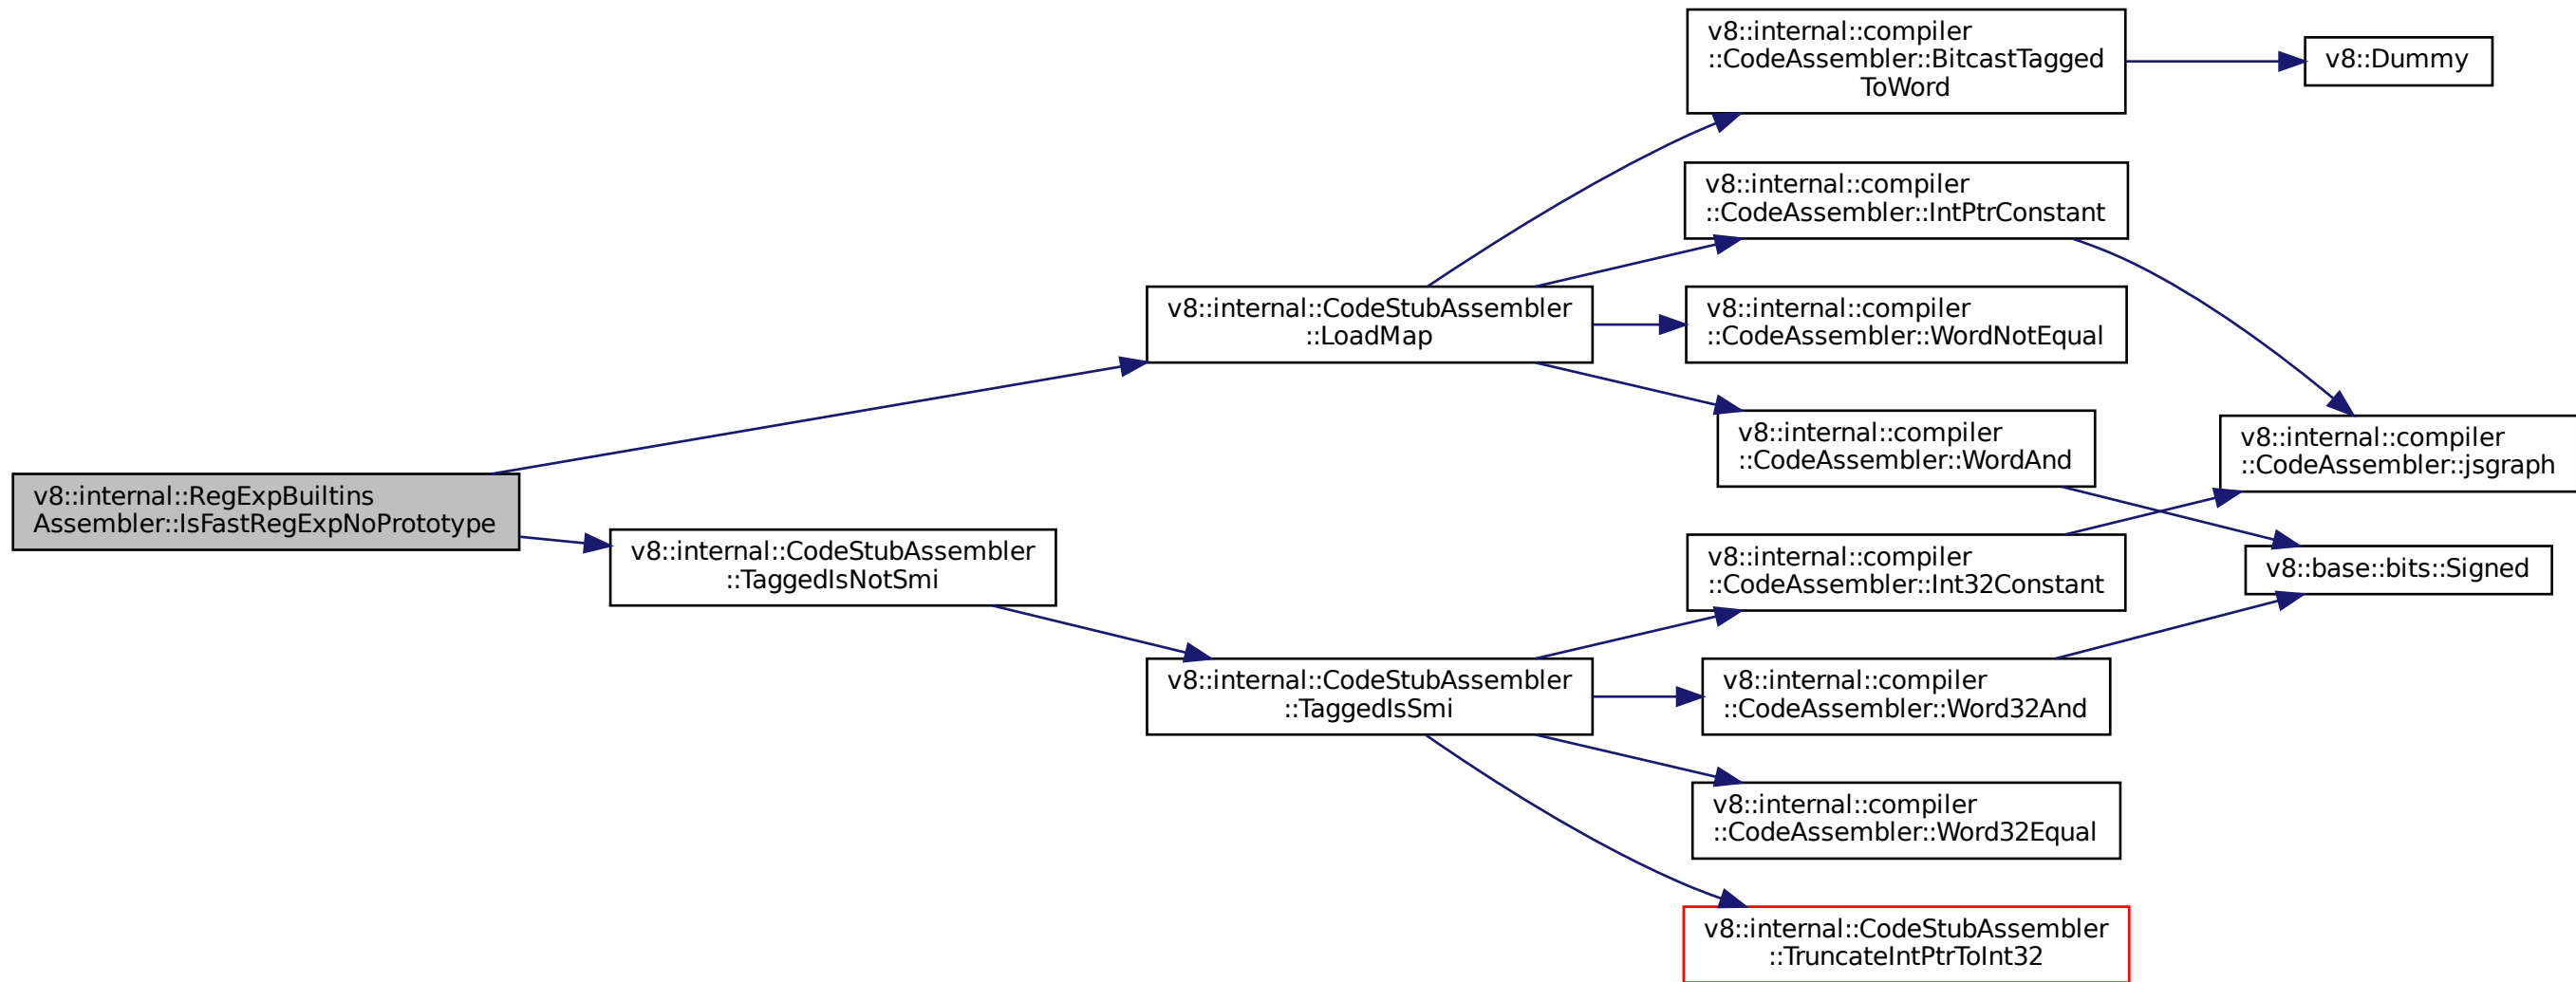 v8::internal::RegExpBuiltins
Assembler::IsFastRegExpNoPrototype
v8::internal::CodeStubAssembler
::LoadMap
v8::internal::CodeStubAssembler
::TaggedIsNotSmi
v8::internal::CodeStubAssembler
::TaggedIsSmi
v8::internal::compiler
::CodeAssembler::BitcastTagged
ToWord
v8::internal::compiler
::CodeAssembler::IntPtrConstant
v8::internal::compiler
::CodeAssembler::WordNotEqual
v8::internal::compiler
::CodeAssembler::WordAnd
v8::internal::compiler
::CodeAssembler::Int32Constant
v8::internal::compiler
::CodeAssembler::Word32And
v8::internal::compiler
::CodeAssembler::Word32Equal
v8::internal::CodeStubAssembler
::TruncateIntPtrToInt32
v8::Dummy
v8::internal::compiler
::CodeAssembler::jsgraph
v8::base::bits::Signed